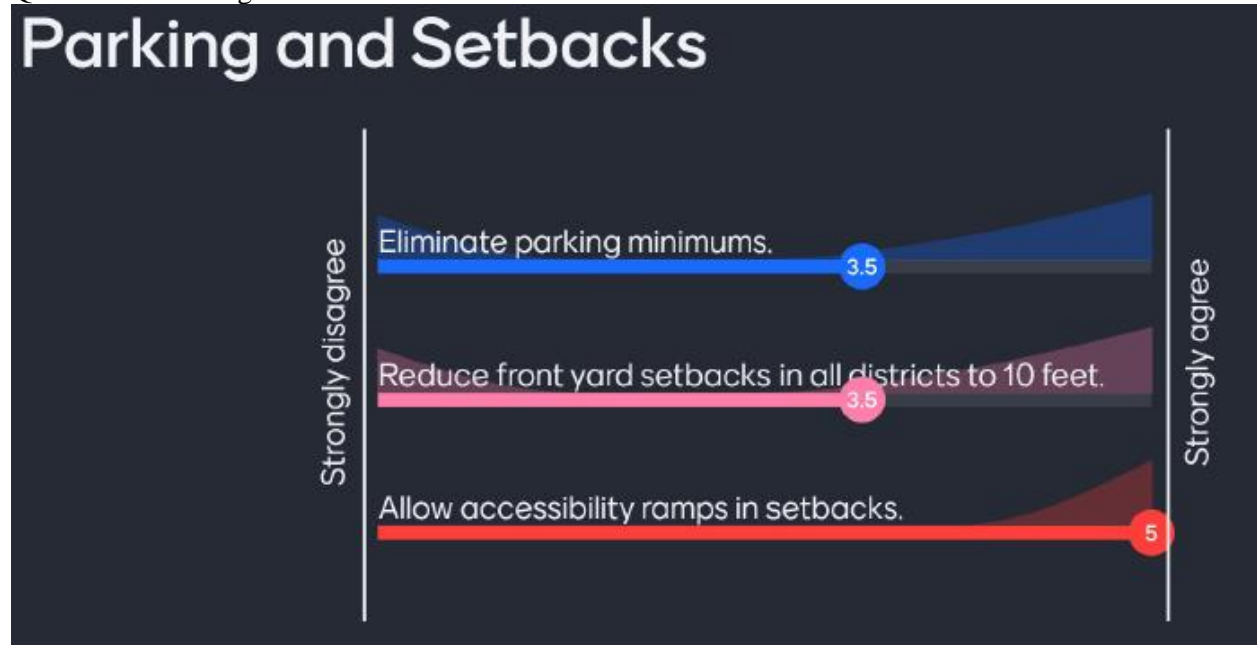 Parking and Setbacks
Strongly disagree
Eliminate parking minimums.
3.5
Reduce front yard setbacks in all districts to 10 feet.
3.5
Allow accessibility ramps in setbacks.
5
Strongly agree